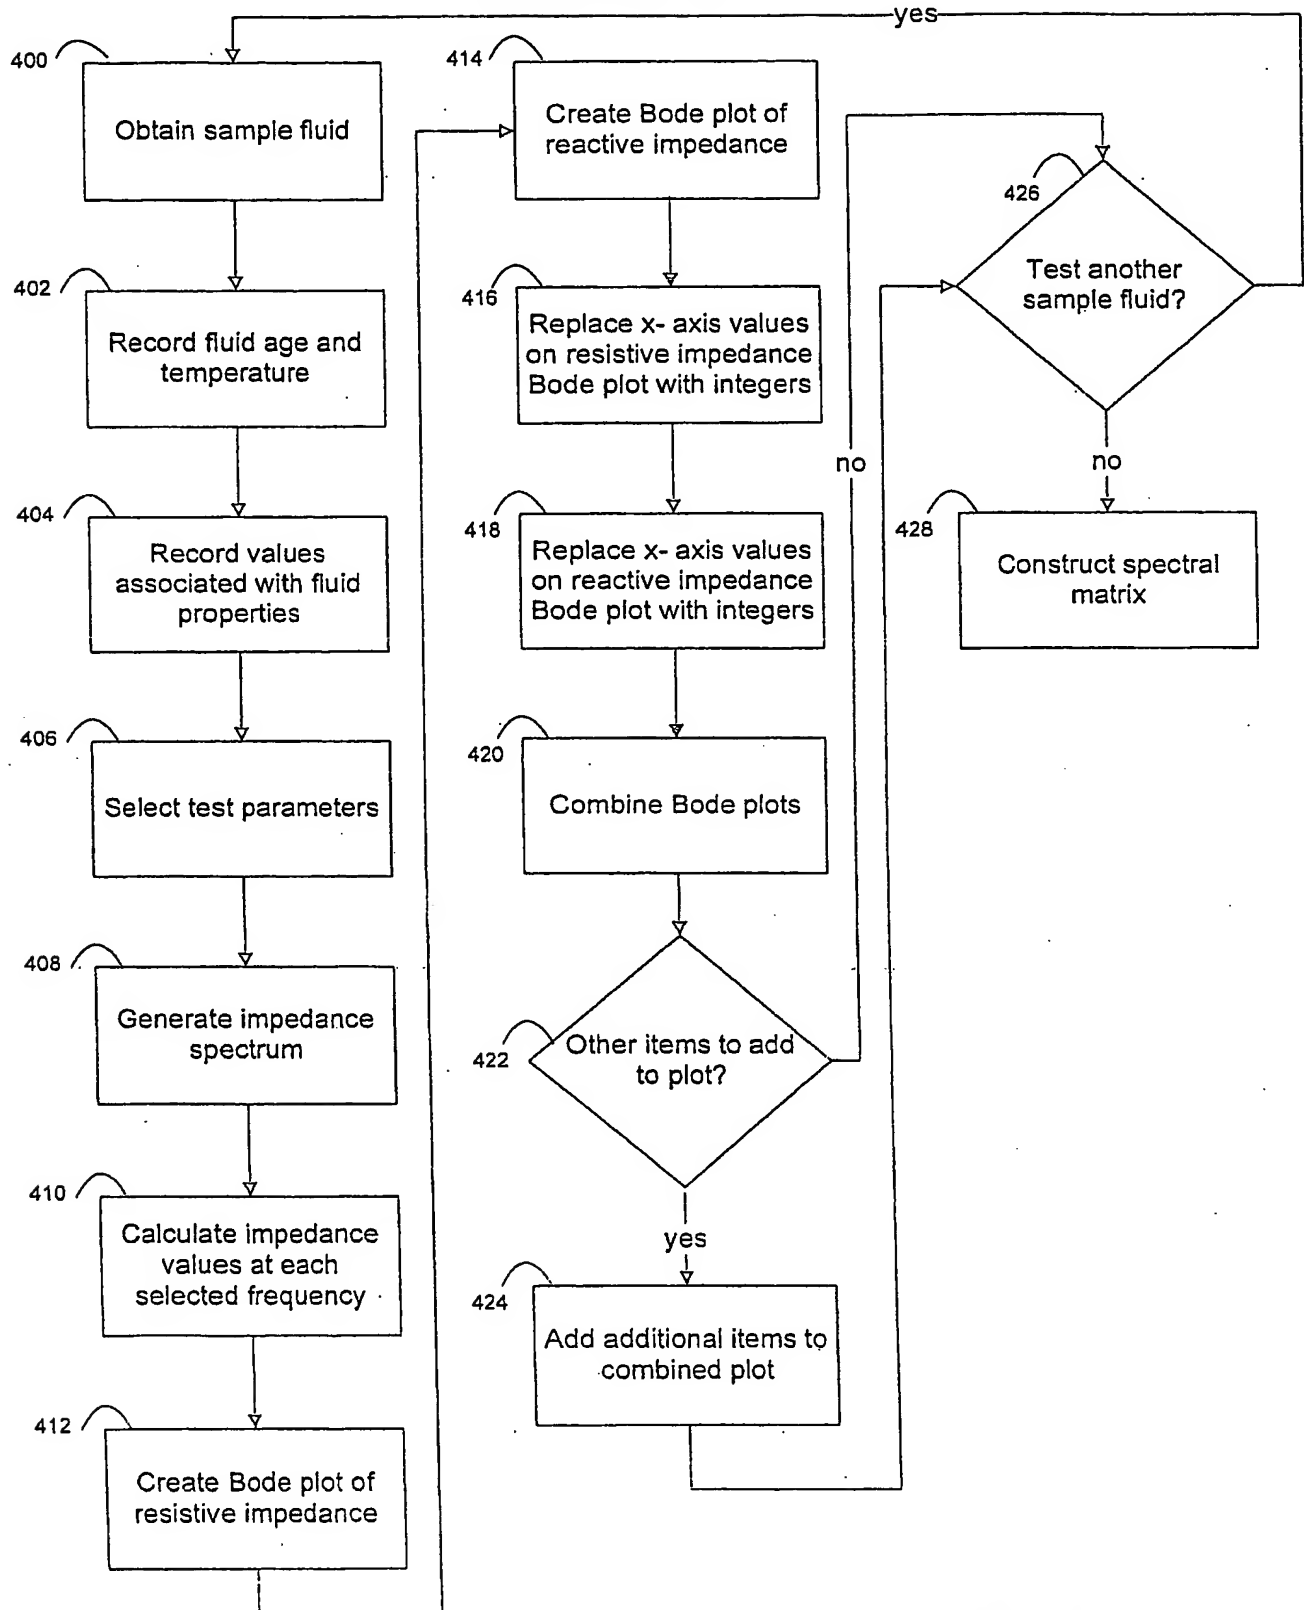 400
Obtain sample fluid
402
Record fluid age and
temperature
404
Record values
associated with fluid
properties
406
Select test parameters
408
Generate impedance
spectrum
410
Calculate impedance
values at each
selected frequency
412
Create Bode plot of
resistive impedance
414
Create Bode plot of
reactive impedance
416
Replace x- axis values
on resistive impedance
Bode plot with integers
418
Replace x- axis values
on reactive impedance
Bode plot with integers
420
Combine Bode plots
422
Other items to add
to plot?
no
yes
424
Add additional items to
combined plot
426
Test another
sample fluid?
yes
no
428
Construct spectral
matrix